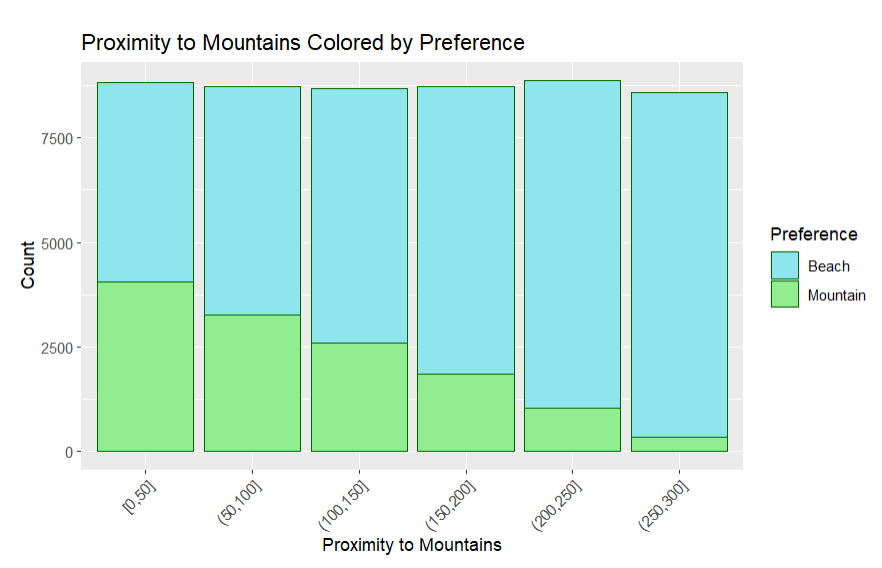 Proximity to Mountains Colored by Preference
7500
5000
2500
0
Count
[0,50]
(50,100]
(100,150]
(150,200]
(200,250]
(250,300]
Proximity to Mountains
Preference
Beach
Mountain